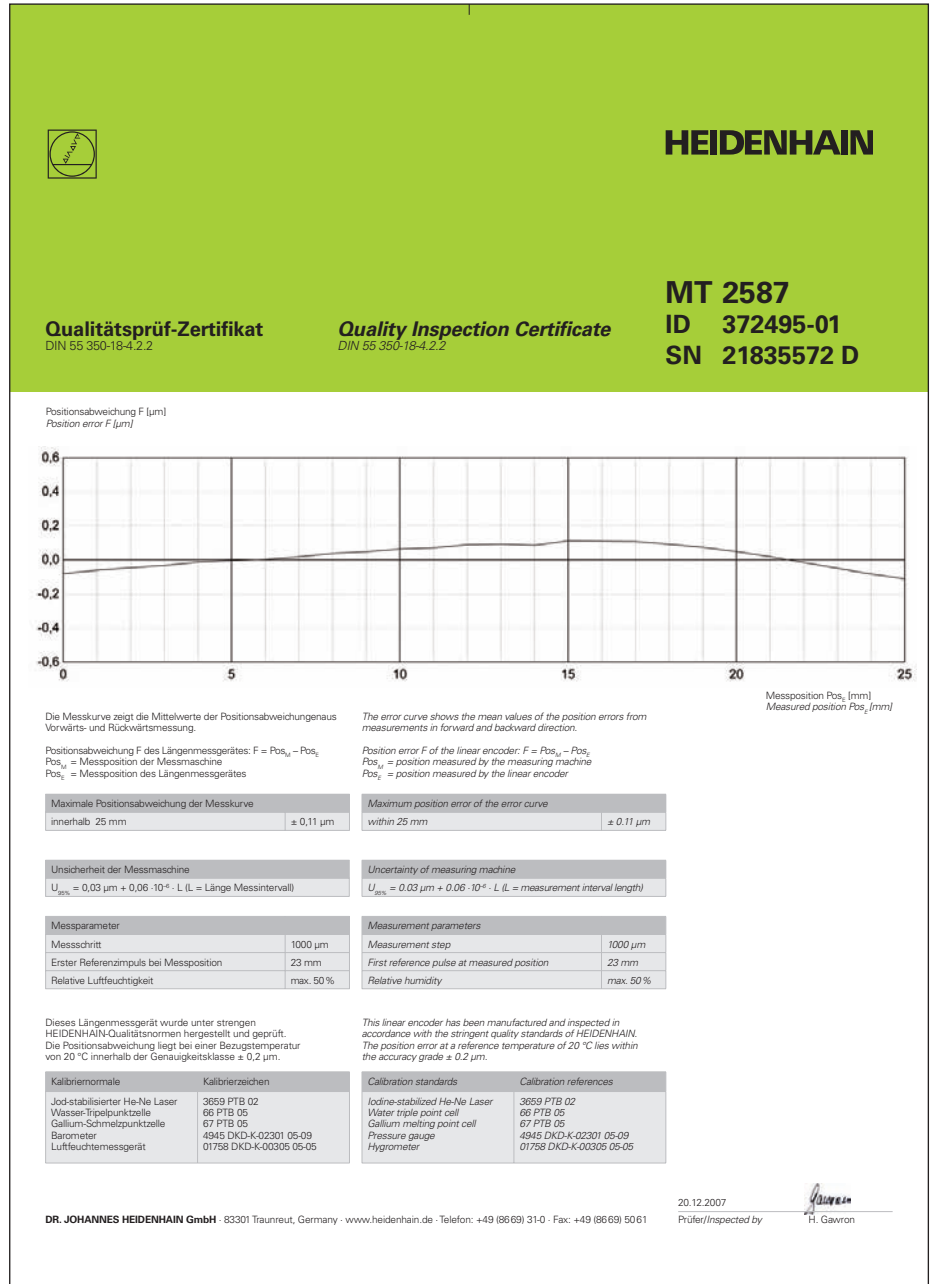 HEIDENHAIN
MT 2587
ID 372495-01
SN 21835572 D
Qualitätsprüf-Zertifikat
DIN 55 350-18-4.2.2
Quality Inspection Certificate
DIN 55 350-18-4.2.2
Positionsabweichung F [µm]
Position error F [µm]
0,6
0,4
0,2
0,0
-0,2
-0,4
-0,6
0 5 10 15 20 25
Messposition Pos_E [mm]
Measured position Pos_E [mm]
Die Messkurve zeigt die Mittelwerte der Positionsabweichungenaus
Vorwärts- und Rückwärtsmessung.
Positionsabweichung F des Längenmessgerätes: F = Pos_M – Pos_E
Pos_M = Messposition der Messmaschine
Pos_E = Messposition des Längenmessgerätes
The error curve shows the mean values of the position errors from
measurements in forward and backward direction.
Position error F of the linear encoder: F = Pos_M – Pos_E
Pos_M = position measured by the measuring machine
Pos_E = position measured by the linear encoder
Maximale Positionsabweichung der Messkurve
innerhalb 25 mm ± 0,11 µm
Maximum position error of the error curve
within 25 mm ± 0.11 µm
Unsicherheit der Messmaschine
U95% = 0,03 µm + 0,06 ·10⁻⁶ · L (L = Länge Messintervall)
Uncertainty of measuring machine
U95% = 0.03 µm + 0.06 ·10⁻⁶ · L (L = measurement interval length)
Messparameter
Messschritt 1000 µm
Erster Referenzimpuls bei Messposition 23 mm
Relative Luftfeuchtigkeit max. 50 %
Measurement parameters
Measurement step 1000 µm
First reference pulse at measured position 23 mm
Relative humidity max. 50 %
Dieses Längenmessgerät wurde unter strengen
HEIDENHAIN-Qualitätsnormen hergestellt und geprüft.
Die Positionsabweichung liegt bei einer Bezugstemperatur
von 20 °C innerhalb der Genauigkeitsklasse ± 0,2 µm.
This linear encoder has been manufactured and inspected in
accordance with the stringent quality standards of HEIDENHAIN.
The position error at a reference temperature of 20 °C lies within
the accuracy grade ± 0.2 µm.
Kalibriernormale Kalibrierzeichen
Jod-stabilisierter He-Ne Laser 3659 PTB 02
Wasser-Tripelpunktzelle 66 PTB 05
Gallium-Schmelzpunktzelle 67 PTB 05
Barometer 4945 DKD-K-02301 05-09
Luftfeuchtemessgerät 01758 DKD-K-00305 05-05
Calibration standards Calibration references
Iodine-stabilized He-Ne Laser 3659 PTB 02
Water triple point cell 66 PTB 05
Gallium melting point cell 67 PTB 05
Pressure gauge 4945 DKD-K-02301 05-09
Hygrometer 01758 DKD-K-00305 05-05
20.12.2007 Gawron
DR. JOHANNES HEIDENHAIN GmbH · 83301 Traunreut, Germany · www.heidenhain.de · Telefon: +49 (8669) 31-0 · Fax: +49 (8669) 5061
Prüfer/Inspected by H. Gawron